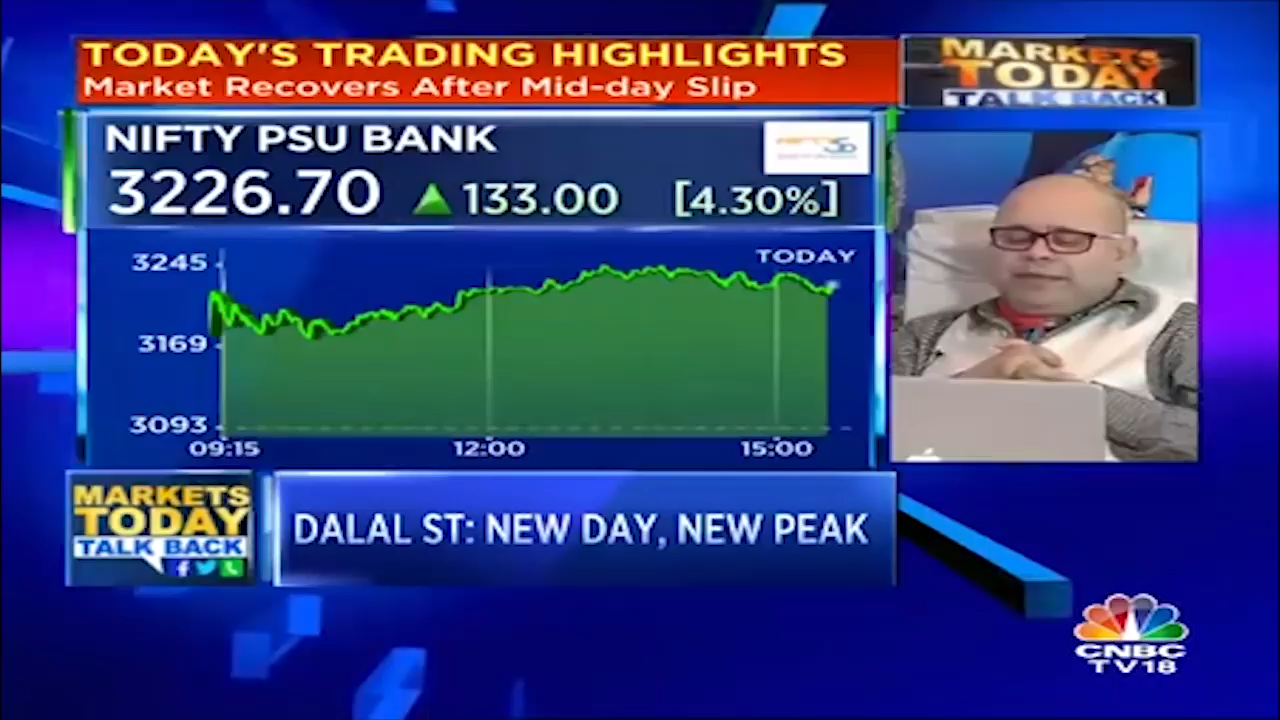 TODAY'S TRADING HIGHLIGHTS
Market Recovers After Mid-day Slip
MARKETS
TODAY
TALK BACK
NIFTY PSU BANK
3226.70 ▲ 133.00 [4.30%]
TODAY
3245
3169
3093
09:15 12:00 15:00
MARKETS
TODAY
TALK BACK
DALAL ST: NEW DAY, NEW PEAK
CNBC
TV18